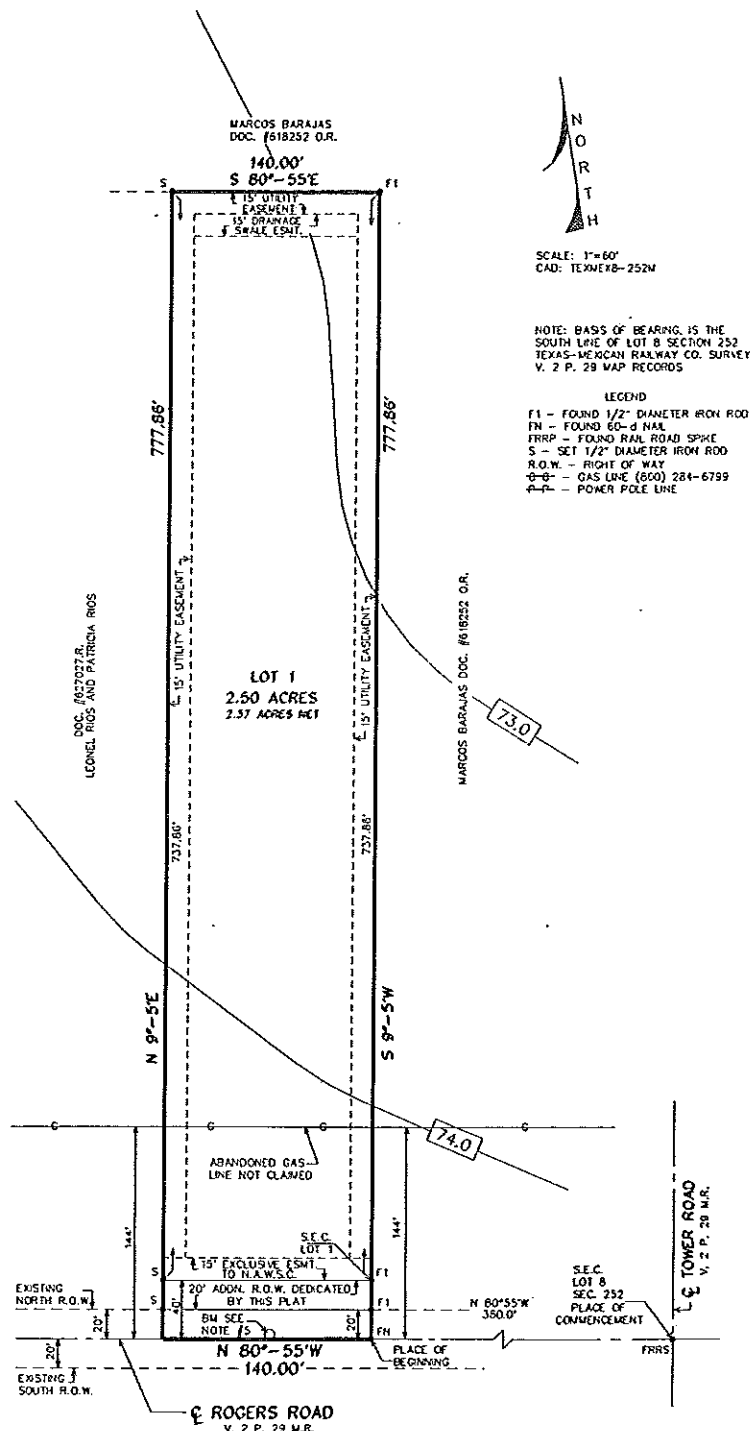 MARCOS BARAJAS
DOC. #618252 O.R.
140.00'
S 80°-55'E
S
F1
15' UTILITY
EASEMENT
15' DRAINAGE
SWALE ESMT.
NORTH
SCALE: 1"=60'
CAD: TEXMEX8-252M
NOTE: BASIS OF BEARING, IS THE
SOUTH LINE OF LOT 8 SECTION 252
TEXAS-MEXICAN RAILWAY CO. SURVEY
V. 2 P. 29 MAP RECORDS
LEGEND
F1 - FOUND 1/2" DIAMETER IRON ROD
FN - FOUND 60-d NAIL
FRRP - FOUND RAIL ROAD SPIKE
S - SET 1/2" DIAMETER IRON ROD
R.O.W. - RIGHT OF WAY
G G - GAS LINE (800) 284-6799
P P - POWER POLE LINE
777.86'
777.86'
15' UTILITY EASEMENT
15' UTILITY EASEMENT
DOC. #627027.R.
LEONEL RIOS AND PATRICIA RIOS
LOT 1
2.50 ACRES
2.37 ACRES NET
MARCOS BARAJAS DOC. #618252 O.R.
73.0
737.86'
737.86'
N 9°-5'E
S 9°-5'W
G G G G
74.0
ABANDONED GAS
LINE NOT CLAIMED
144'
144'
S.E.C.
LOT 1
15' EXCLUSIVE ESMT.
TO N.A.W.S.C.
S
F1
20' ADDN. R.O.W. DEDICATED
BY THIS PLAT
S
F1
40'
EXISTING
NORTH R.O.W.
20'
20'
BM SEE
NOTE #5
20'
FN
N 80°-55'W
140.00'
PLACE OF
BEGINNING
N 80°55'W
380.0'
S.E.C.
LOT 8
SEC. 252
PLACE OF
COMMENCEMENT
FRRS
℄ TOWER ROAD
V. 2 P. 29 M.R.
EXISTING
SOUTH R.O.W.
℄ ROGERS ROAD
V. 2 P. 29 M.R.